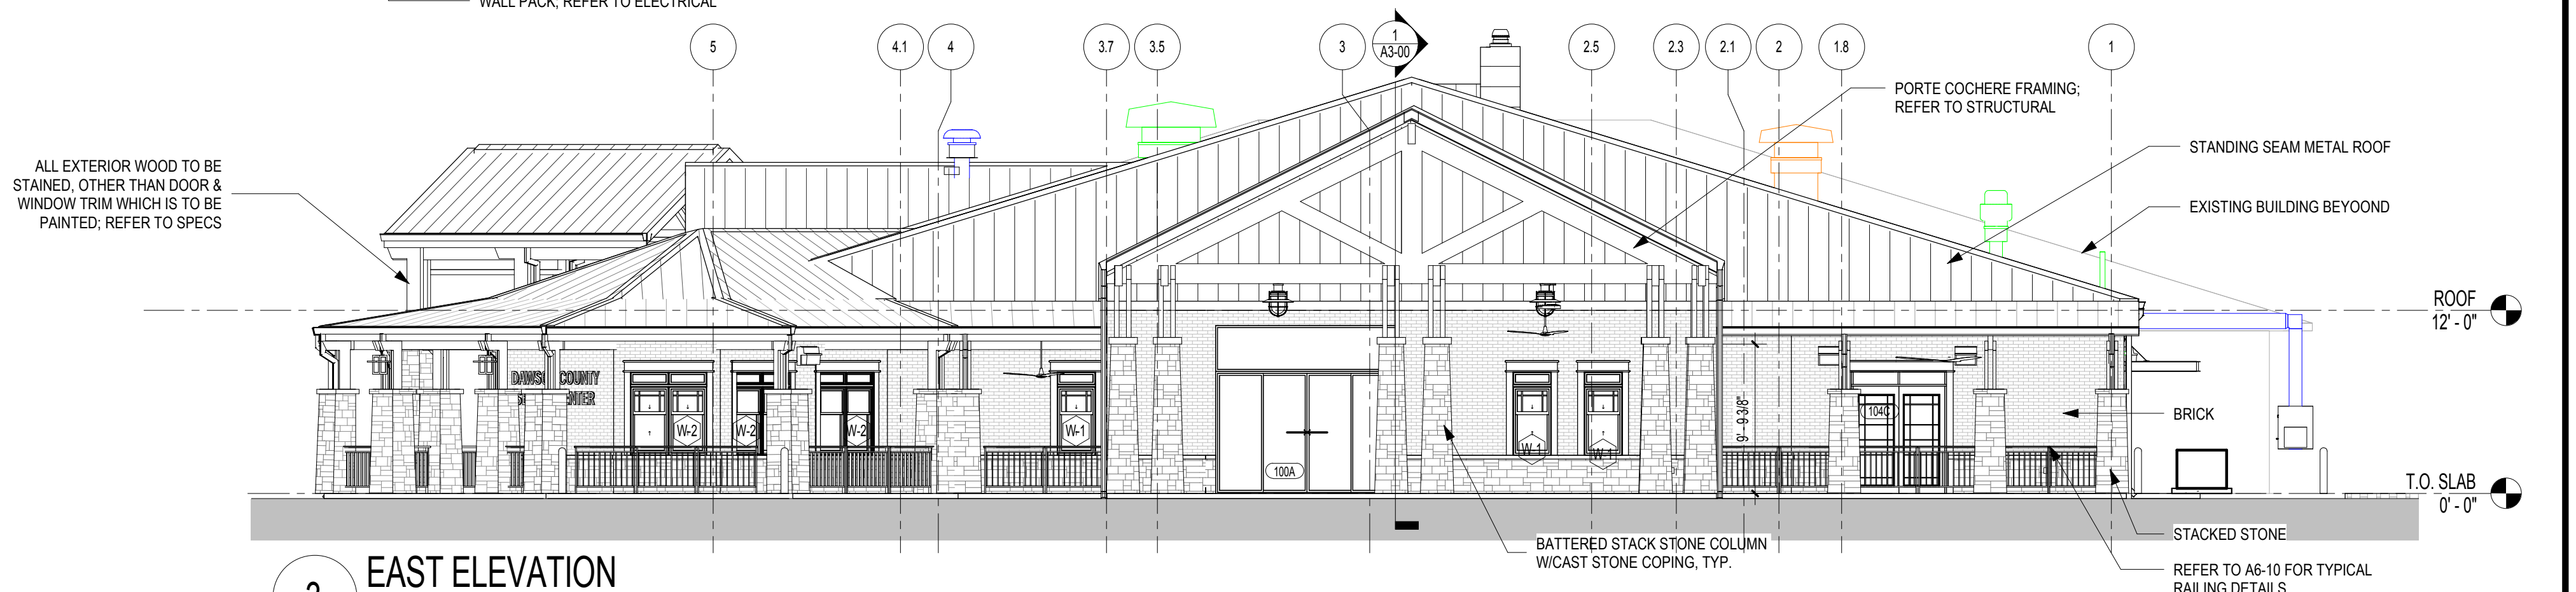 WALL PACK; REFER TO ELECTRICAL
5
4.1
4
3.7
3.5
3
1
A3-00
2.5
2.3
2.1
2
1.8
1
PORTE COCHERE FRAMING;
REFER TO STRUCTURAL
STANDING SEAM METAL ROOF
EXISTING BUILDING BEYOOND
ALL EXTERIOR WOOD TO BE
STAINED, OTHER THAN DOOR &
WINDOW TRIM WHICH IS TO BE
PAINTED; REFER TO SPECS
ROOF
12' - 0"
COUNTY
W-2
W-2
W-2
W-1
W-1
W-1
100A
9' - 9 3/8"
104C
BRICK
T.O. SLAB
0' - 0"
STACKED STONE
BATTERED STACK STONE COLUMN
W/CAST STONE COPING, TYP.
REFER TO A6-10 FOR TYPICAL
RAILING DETAILS
EAST ELEVATION